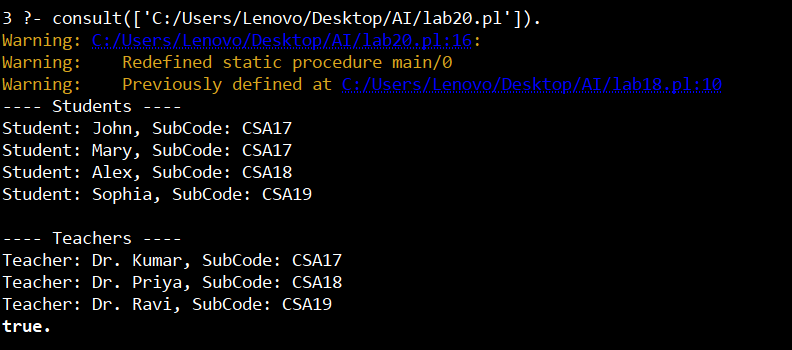 3 ?- consult(['C:/Users/Lenovo/Desktop/AI/lab20.pl']).
Warning: C:/Users/Lenovo/Desktop/AI/lab20.pl:16:
Warning:    Redefined static procedure main/0
Warning:    Previously defined at C:/Users/Lenovo/Desktop/AI/lab18.pl:10
---- Students ----
Student: John, SubCode: CSA17
Student: Mary, SubCode: CSA17
Student: Alex, SubCode: CSA18
Student: Sophia, SubCode: CSA19

---- Teachers ----
Teacher: Dr. Kumar, SubCode: CSA17
Teacher: Dr. Priya, SubCode: CSA18
Teacher: Dr. Ravi, SubCode: CSA19
true.